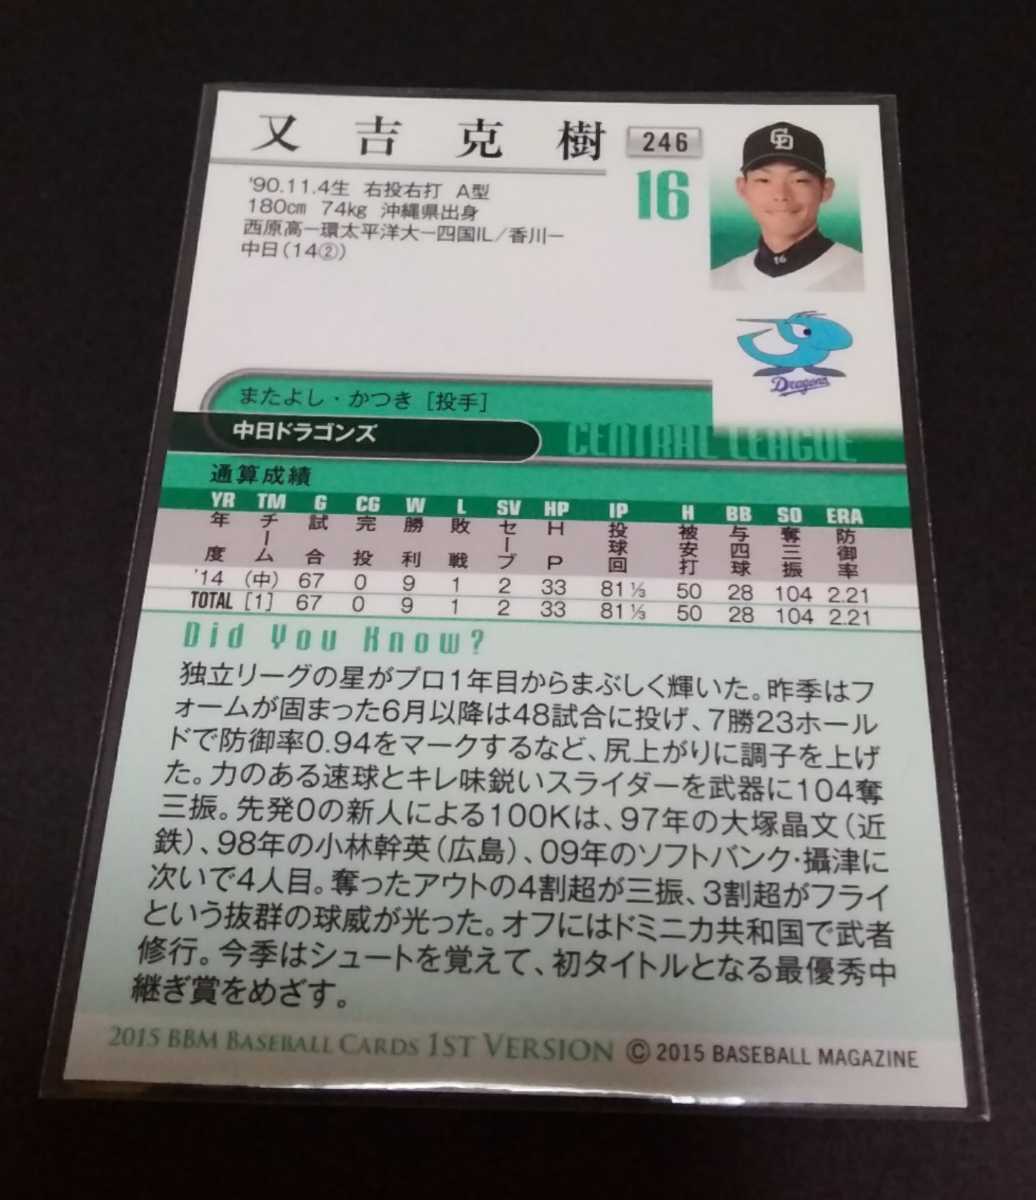 又吉克樹 246
16
'90.11.4生 右投右打 A型
180cm 74kg 沖縄県出身
西原高ー環太平洋大ー四国IL/香川ー
中日(14②)
CD
16
Dragons
またよし・かつき [投手]
中日ドラゴンズ CENTRAL LEAGUE
通算成績
YR TM G CG W L SV HP IP H BB SO ERA
年度 チーム 試合 完投 勝利 敗戦 セーブ HP 投球回 被安打 与四球 奪三振 防御率
'14 (中) 67 0 9 1 2 33 81 1/3 50 28 104 2.21
TOTAL [1] 67 0 9 1 2 33 81 1/3 50 28 104 2.21
Did You Know?
独立リーグの星がプロ1年目からまぶしく輝いた。昨季はフ
ォームが固まった6月以降は48試合に投げ、7勝23ホール
ドで防御率0.94をマークするなど、尻上がりに調子を上げ
た。力のある速球とキレ味鋭いスライダーを武器に104奪
三振。先発0の新人による100Kは、97年の大塚晶文(近
鉄)、98年の小林幹英(広島)、09年のソフトバンク・攝津に
次いで4人目。奪ったアウトの4割超が三振、3割超がフライ
という抜群の球威が光った。オフにはドミニカ共和国で武者
修行。今季はシュートを覚えて、初タイトルとなる最優秀中
継ぎ賞をめざす。
2015 BBM BASEBALL CARDS 1ST VERSION © 2015 BASEBALL MAGAZINE